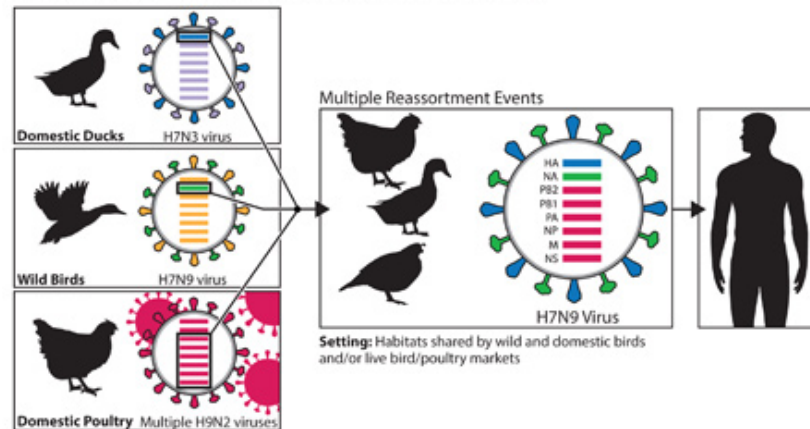 Domestic Ducks
H7N3 virus
Wild Birds
H7N9 virus
Domestic Poultry
Multiple H9N2 viruses
Multiple Reassortment Events
HA
NA
PB2
PB1
PA
NP
M
NS
H7N9 Virus
Setting: Habitats shared by wild and domestic birds
and/or live bird/poultry markets